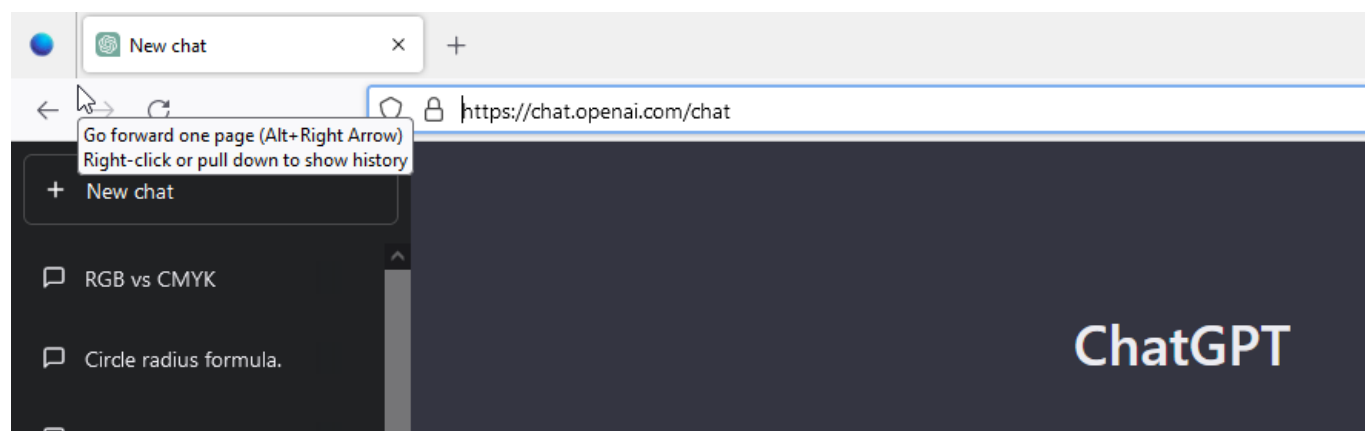 New chat
https://chat.openai.com/chat
Go forward one page (Alt+Right Arrow)
Right-click or pull down to show history
New chat
RGB vs CMYK
Circle radius formula.
ChatGPT